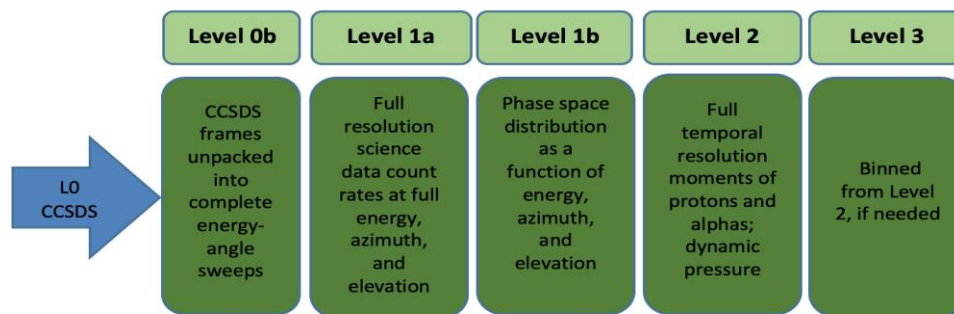 Level 0b
Level 1a
Level 1b
Level 2
Level 3
L0
CCSDS
CCSDS
frames
unpacked
into
complete
energy-
angle
sweeps
Full
resolution
science
data count
rates at full
energy,
azimuth,
and
elevation
Phase space
distribution
as a
function of
energy,
azimuth,
and
elevation
Full
temporal
resolution
moments of
protons and
alphas;
dynamic
pressure
Binned
from Level
2, if needed